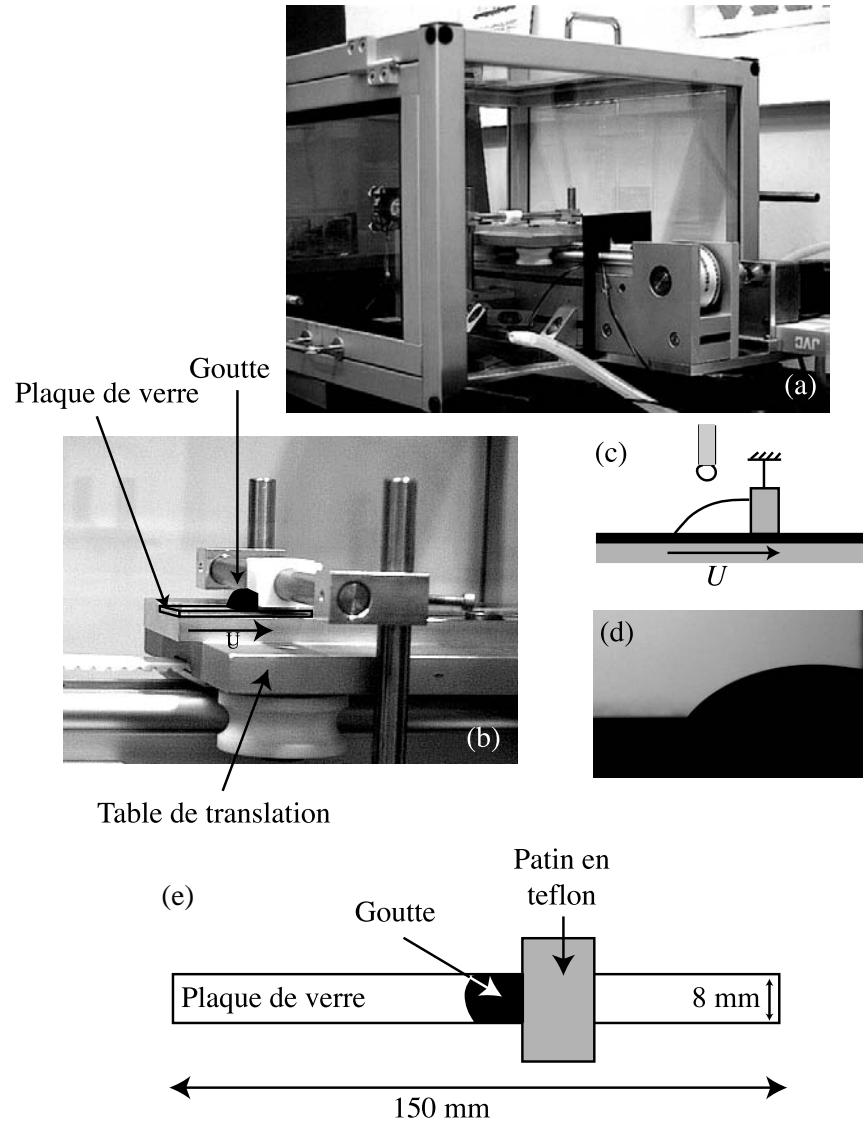 (a)
Goutte
Plaque de verre
U
(b)
Table de translation
(c)
U
(d)
(e)
Patin en
teflon
Goutte
Plaque de verre
8 mm
150 mm
JVC